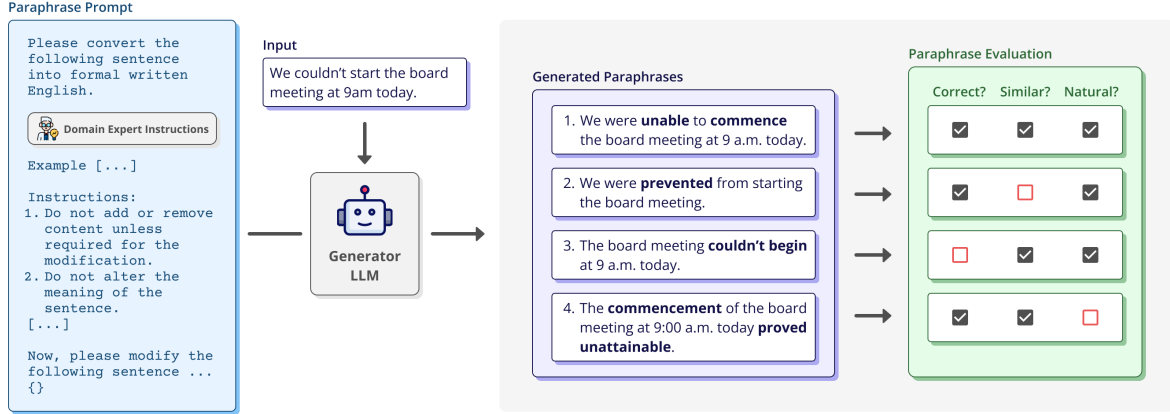 Paraphrase Prompt
Please convert the
following sentence
into formal written
English.
Domain Expert Instructions
Example [...]
Instructions:
1. Do not add or remove
content unless
required for the
modification.
2. Do not alter the
meaning of the
sentence.
[...]
Now, please modify the
following sentence ...
{}
Input
We couldn't start the board
meeting at 9am today.
Generator
LLM
Generated Paraphrases
1. We were unable to commence
the board meeting at 9 a.m. today.
2. We were prevented from starting
the board meeting.
3. The board meeting couldn't begin
at 9 a.m. today.
4. The commencement of the board
meeting at 9:00 a.m. today proved
unattainable.
Paraphrase Evaluation
Correct? Similar? Natural?